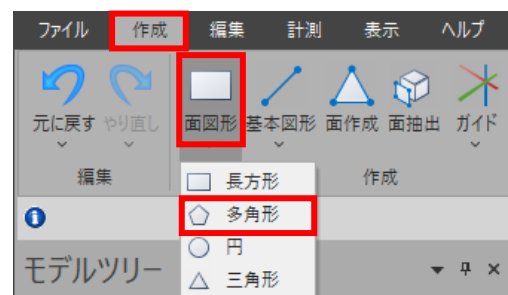 ファイル 作成 編集 計測 表示 ヘルプ
元に戻す やり直し 面図形 基本図形 面作成 面抽出 ガイド
編集 作成
長方形
多角形
モデルツリー 円
三角形